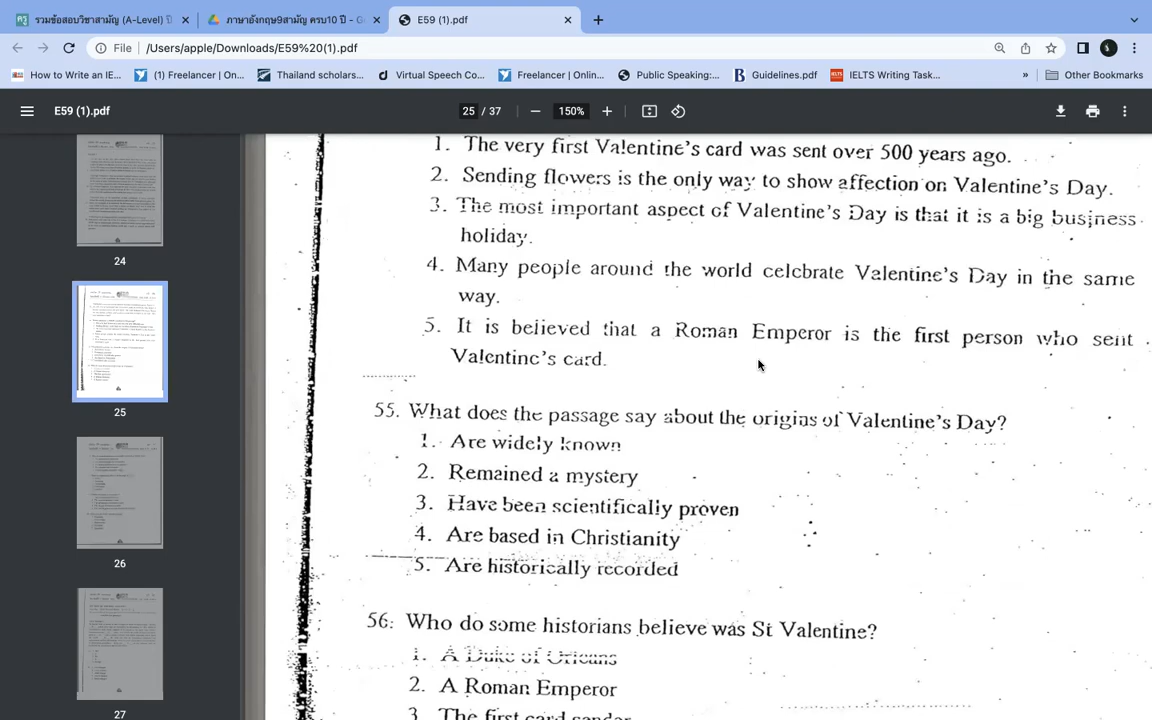 รวมข้อสอบวิชาสามัญ (A-Level) ปี
ภาษาอังกฤษ9สามัญ ครบ10 ปี - G
E59 (1).pdf
File
/Users/apple/Downloads/E59%20(1).pdf
How to Write an IE...
(1) Freelancer | On...
Thailand scholars...
Virtual Speech Co...
Freelancer | Onlin...
Public Speaking:...
Guidelines.pdf
IELTS Writing Task...
»
Other Bookmarks
E59 (1).pdf
25 / 37
150%
24
25
26
27
1. The very first Valentine's card was sent over 500 years ago.
2. Sending flowers is the only way to show affection on Valentine's Day.
3. The most important aspect of Valentine's Day is that it is a big business
holiday.
4. Many people around the world celebrate Valentine's Day in the same
way.
5. It is believed that a Roman Emperor is the first person who sent
Valentine's card.
55. What does the passage say about the origins of Valentine's Day?
1. Are widely known
2. Remained a mystery
3. Have been scientifically proven
4. Are based in Christianity
5. Are historically recorded
56. Who do some historians believe was St Valentine?
1. A Duke of Orleans
2. A Roman Emperor
3. The first card sender